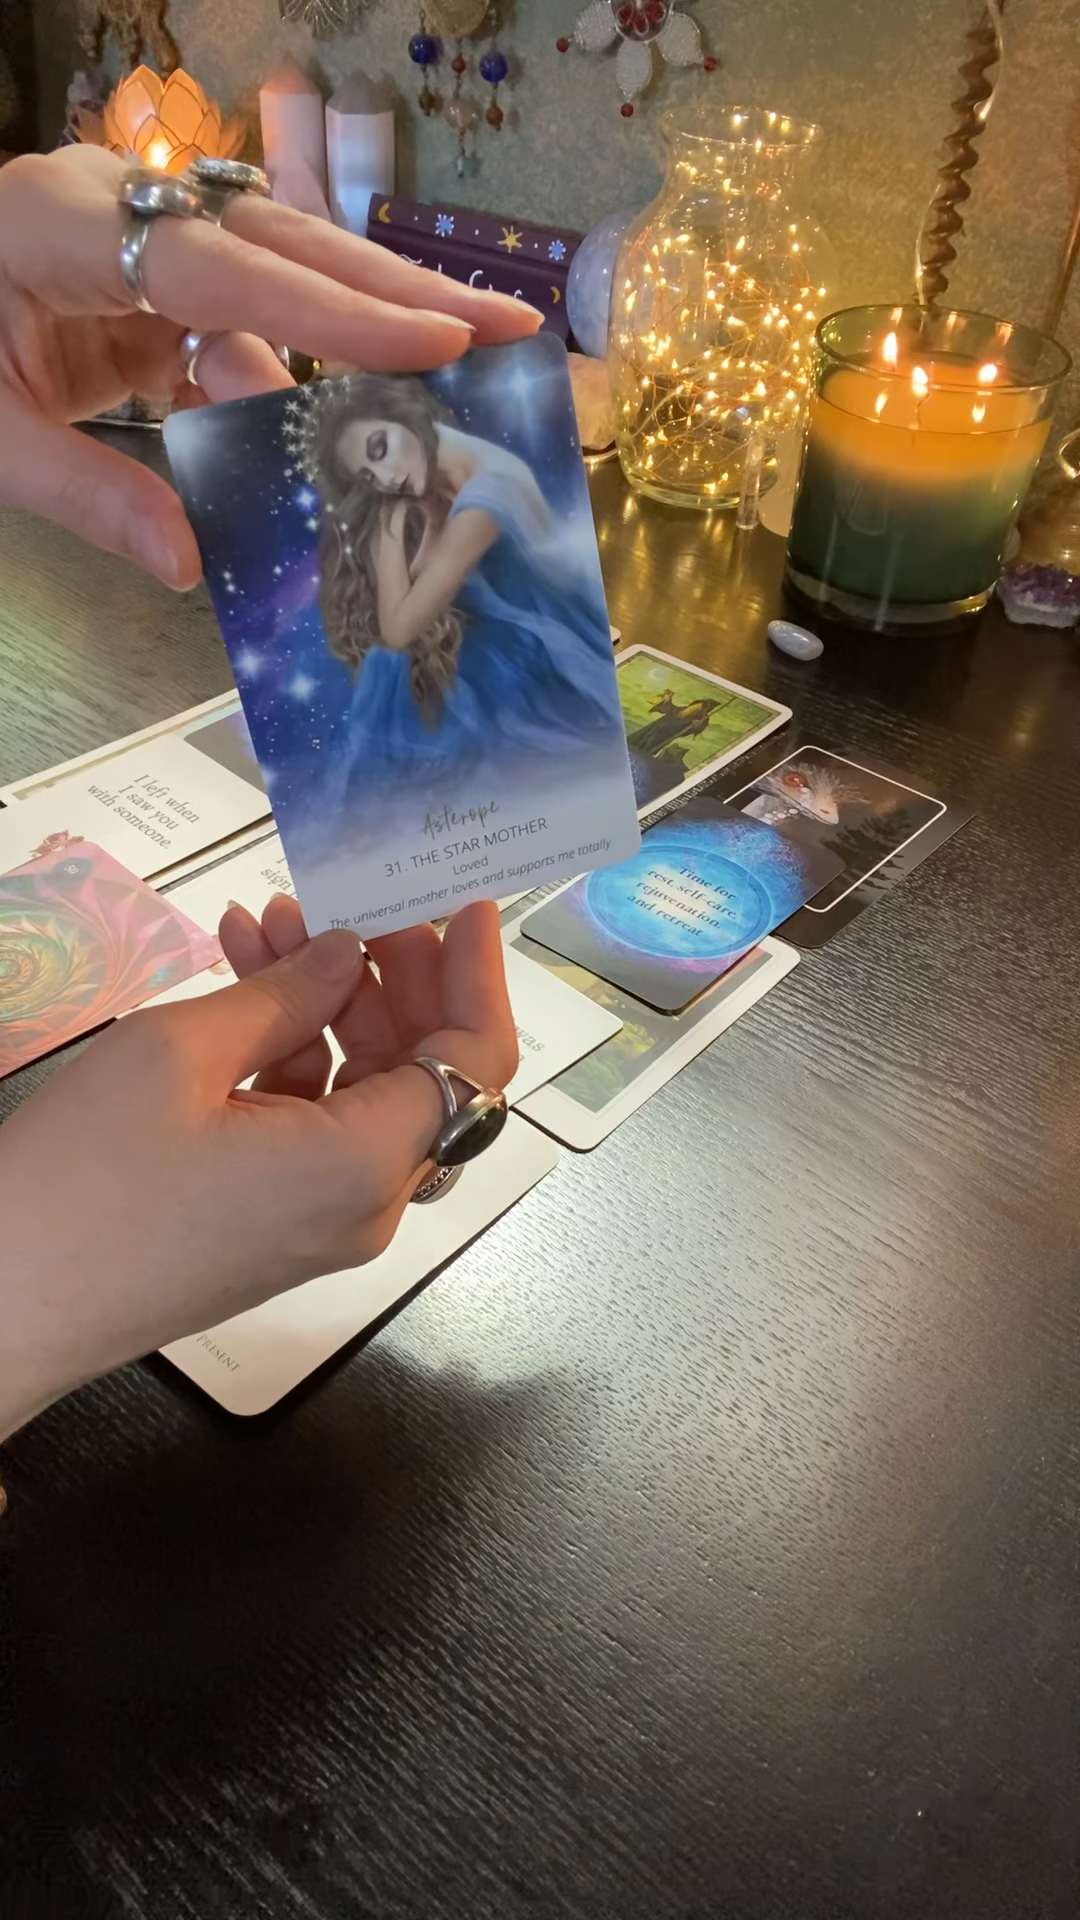 Asterope
31. THE STAR MOTHER
Loved
The universal mother loves and supports me totally
I left when
I saw you
with someone.
50
Time for
rest, self-care,
rejuvenation,
and retreat
PRESENT